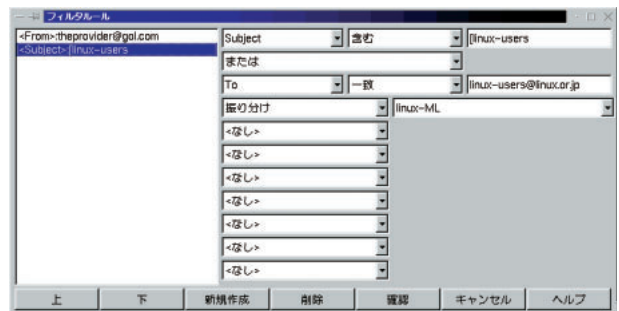 フィルタルール
<From>:theprovider@gol.com
<Subject>:[linux-users
Subject 含む [linux-users
または
To 一致 linux-users@linux.or.jp
振り分け linux-ML
<なし>
<なし>
<なし>
<なし>
<なし>
<なし>
<なし>
上 下 新規作成 削除 確認 キャンセル ヘルプ